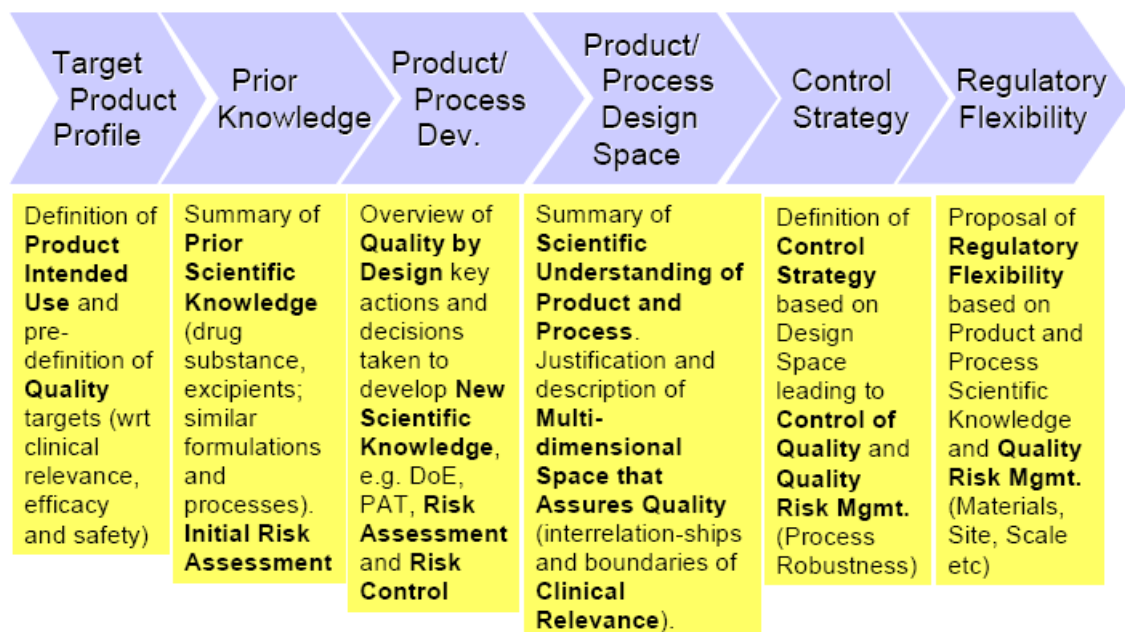 Target
Product
Profile
Prior
Knowledge
Product/
Process
Dev.
Product/
Process
Design
Space
Control
Strategy
Regulatory
Flexibility
Definition of
Product
Intended
Use and
pre-
definition of
Quality
targets (wrt
clinical
relevance,
efficacy
and safety)
Summary of
Prior
Scientific
Knowledge
(drug
substance,
excipients;
similar
formulations
and
processes).
Initial Risk
Assessment
Overview of
Quality by
Design key
actions and
decisions
taken to
develop New
Scientific
Knowledge,
e.g. DoE,
PAT, Risk
Assessment
and Risk
Control
Summary of
Scientific
Understanding of
Product and
Process.
Justification and
description of
Multi-
dimensional
Space that
Assures Quality
(interrelation-ships
and boundaries of
Clinical
Relevance).
Definition of
Control
Strategy
based on
Design
Space
leading to
Control of
Quality and
Quality
Risk Mgmt.
(Process
Robustness)
Proposal of
Regulatory
Flexibility
based on
Product and
Process
Scientific
Knowledge
and Quality
Risk Mgmt.
(Materials,
Site, Scale
etc)